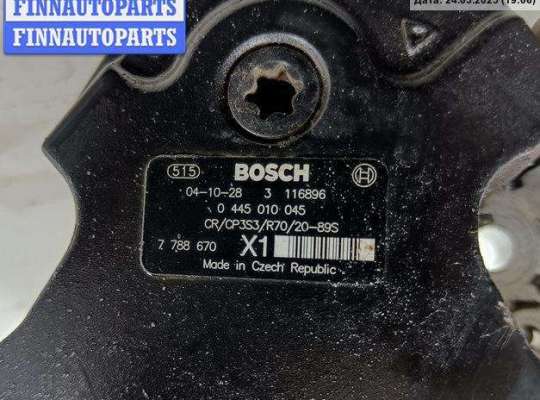 FINNAUTOPARTS
FINNAUTOPARTS
515 BOSCH
04-10-28 3 116896
0 445 010 045
CR/CP3S3/R70/20-89S
7 788 670 X1
Made in Czech Republic